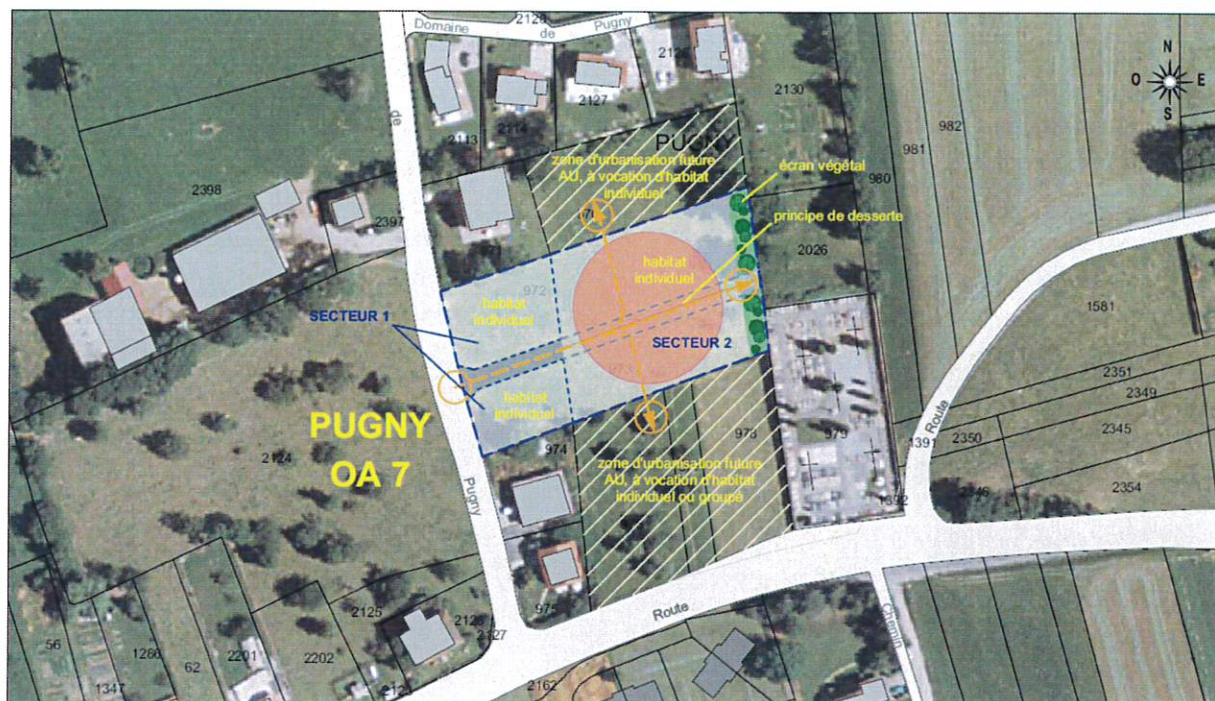 2129
Domaine de Pugny
2128
2127
2114
2113
2130
982
981
980
N
O E
S
de
PUGNY
zone d'urbanisation future
AU, à vocation d'habitat
individuel
écran végétal
principe de desserte
2398
2397
2026
habitat
individuel
972
habitat
individuel
SECTEUR 1
SECTEUR 2
973
1581
habitat
individuel
PUGNY
OA 7
2124
Pugny
974
978
979
zone d'urbanisation future
AU, à vocation d'habitat
individuel ou groupé
Route
2351
2349
1391
2350
2345
2354
1392
2346
975
Route
Chemin
2125
2126
2127
56
1266
62
2201
2202
1347
2162